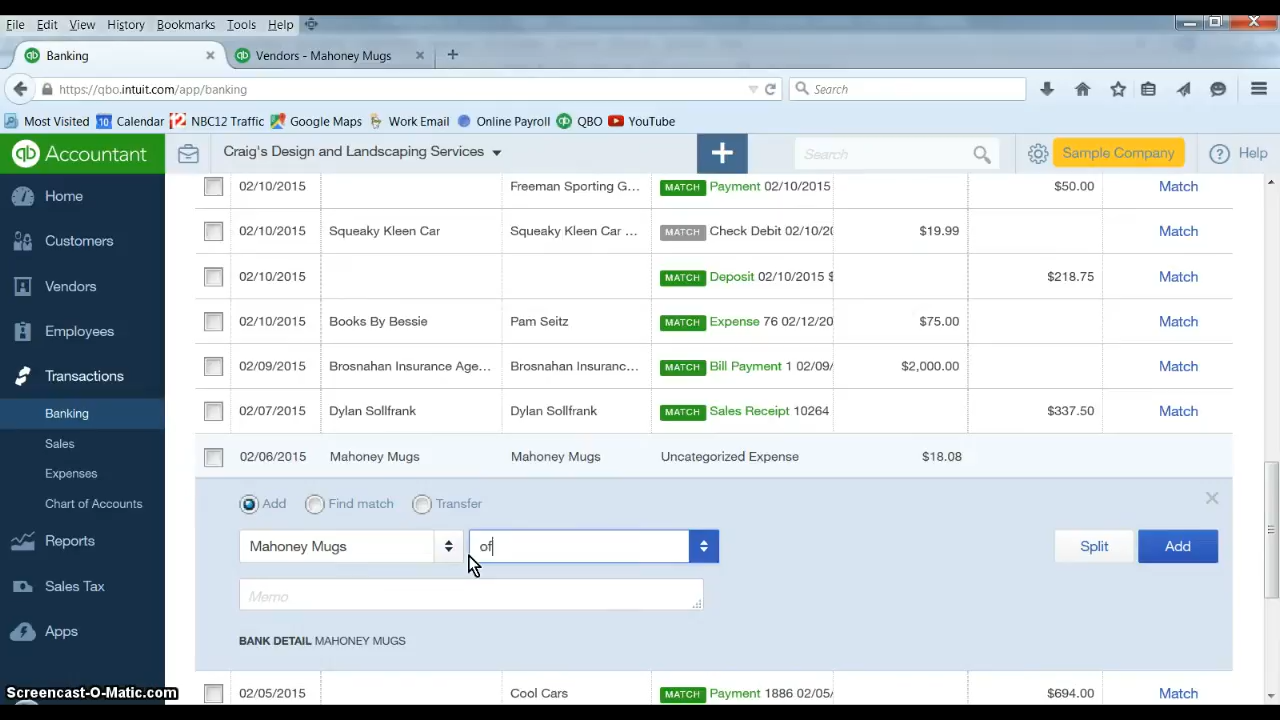 File Edit View History Bookmarks Tools Help
Banking
Vendors - Mahoney Mugs
https://qbo.intuit.com/app/banking
Search
Most Visited
10 Calendar
NBC12 Traffic
Google Maps
Work Email
Online Payroll
QBO
YouTube
qb Accountant
Craig's Design and Landscaping Services
Search
Sample Company
Help
Home
Customers
Vendors
Employees
Transactions
Banking
Sales
Expenses
Chart of Accounts
Reports
Sales Tax
Apps
02/10/2015 Freeman Sporting G... MATCH Payment 02/10/2015 $50.00 Match
02/10/2015 Squeaky Kleen Car Squeaky Kleen Car ... MATCH Check Debit 02/10/20 $19.99 Match
02/10/2015 MATCH Deposit 02/10/2015 $ $218.75 Match
02/10/2015 Books By Bessie Pam Seitz MATCH Expense 76 02/12/20 $75.00 Match
02/09/2015 Brosnahan Insurance Age... Brosnahan Insuranc... MATCH Bill Payment 1 02/09/ $2,000.00 Match
02/07/2015 Dylan Sollfrank Dylan Sollfrank MATCH Sales Receipt 10264 $337.50 Match
02/06/2015 Mahoney Mugs Mahoney Mugs Uncategorized Expense $18.08
Add Find match Transfer
Mahoney Mugs of Split Add
Memo
BANK DETAIL MAHONEY MUGS
02/05/2015 Cool Cars MATCH Payment 1886 02/05/ $694.00 Match
Screencast-O-Matic.com